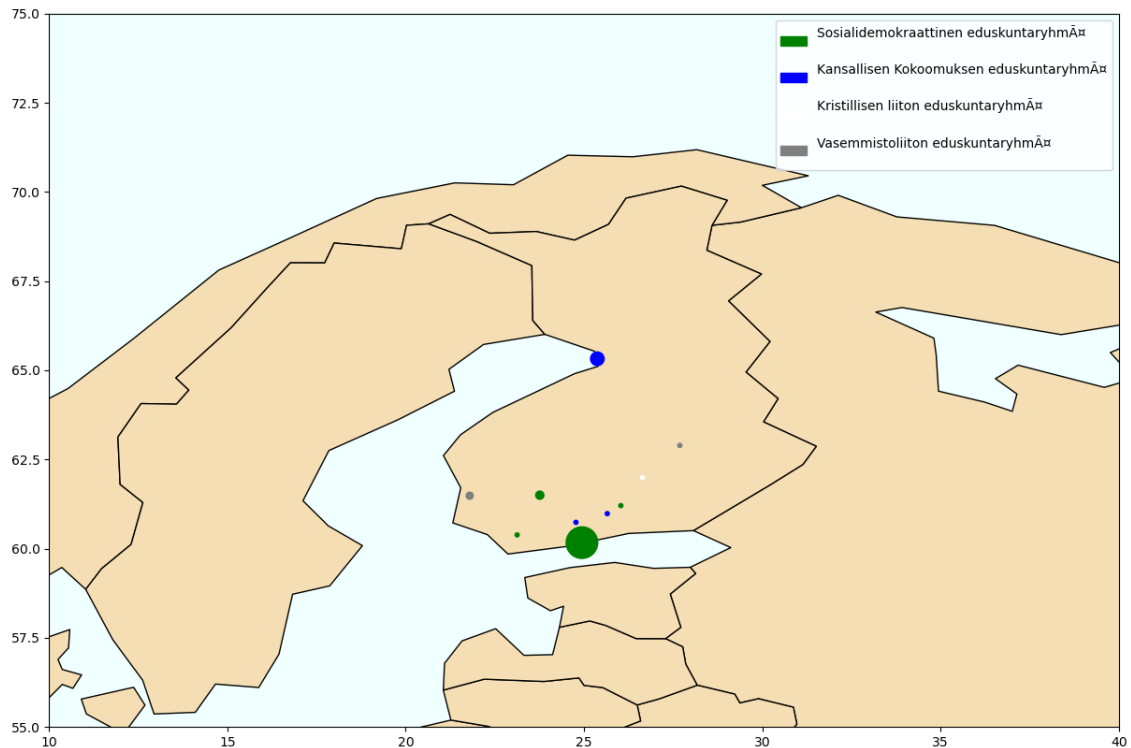 75.0
72.5
70.0
67.5
65.0
62.5
60.0
57.5
55.0
Sosialidemokraattinen eduskuntaryhmÃ¤
Kansallisen Kokoomuksen eduskuntaryhmÃ¤
Kristillisen liiton eduskuntaryhmÃ¤
Vasemmistoliiton eduskuntaryhmÃ¤
10 15 20 25 30 35 40